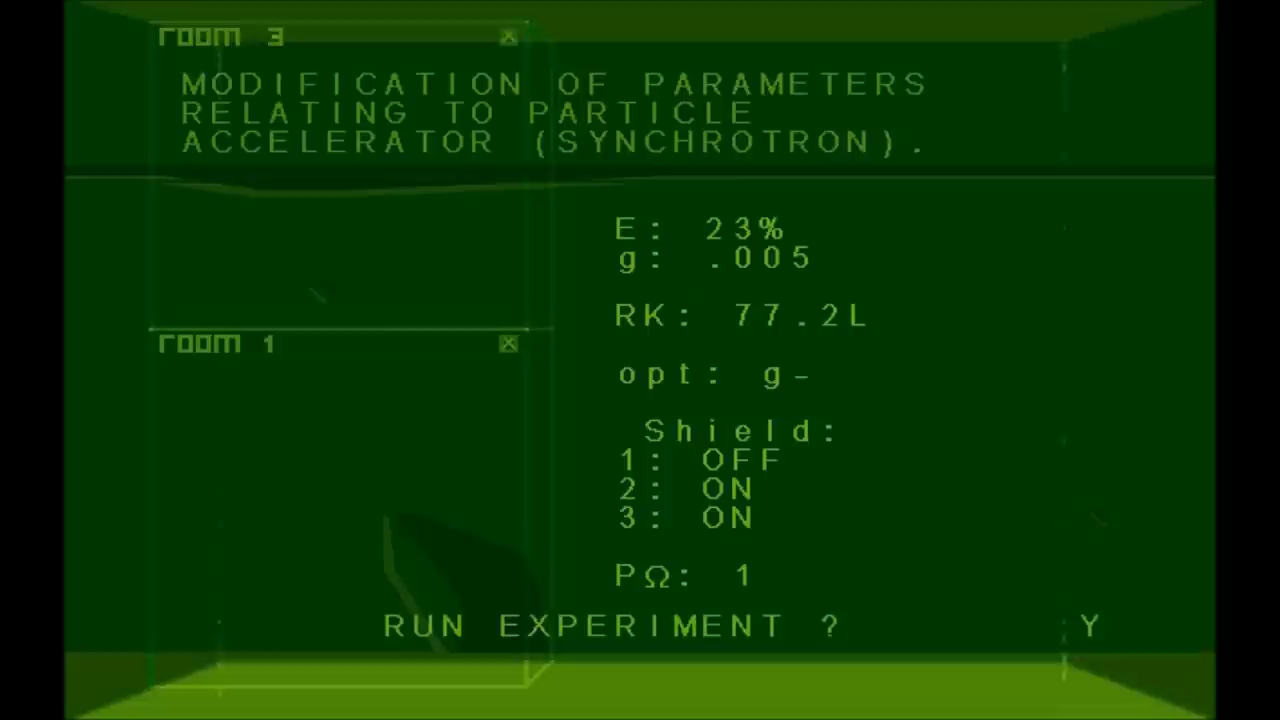 room 3 x
MODIFICATION OF PARAMETERS
RELATING TO PARTICLE
ACCELERATOR (SYNCHROTRON).
E: 23%
g: .005
RK: 77.2L
room 1 x
opt: g-
Shield:
1: OFF
2: ON
3: ON
PΩ: 1
RUN EXPERIMENT ? Y